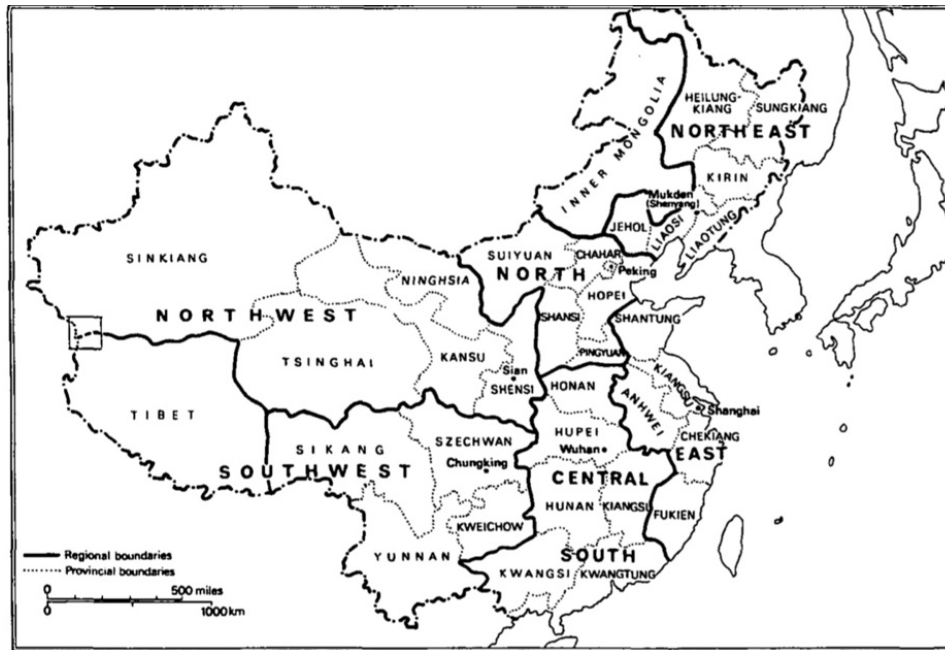 HEILUNG-
KIANG
SUNGKIANG
NORTHEAST
INNER MONGOLIA
KIRIN
Mukden
(Shenyang)
JEHOL
LIAOSI
LIAOTUNG
SINKIANG
SUIYUAN
CHAHAR
NINGHSIA
NORTH
Peking
HOPEI
NORTHWEST
SHANSI
SHANTUNG
TSINGHAI
KANSU
PINGYUAN
Sian
SHENSI
HONAN
KIANGSU
ANHWEI
Shanghai
TIBET
SIKANG
SZECHWAN
HUPEI
Wuhan
CHEKIANG
EAST
SOUTHWEST
Chungking
CENTRAL
HUNAN
KIANGSU
FUKIEN
KWEICHOW
YUNNAN
SOUTH
KWANGSI
KWANGTUNG
Regional boundaries
Provincial boundaries
0 500 miles
0 1000km